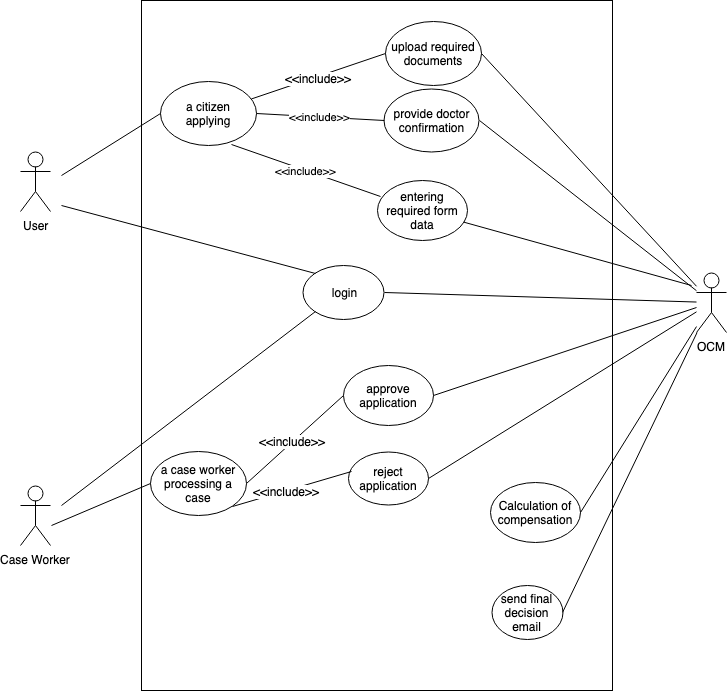 upload required
documents
<<include>>
a citizen
applying
<<include>>
provide doctor
confirmation
<<include>>
entering
required form
data
User
login
OCM
approve
application
<<include>>
a case worker
processing a
case
<<include>>
reject
application
Calculation of
compensation
Case Worker
send final
decision
email